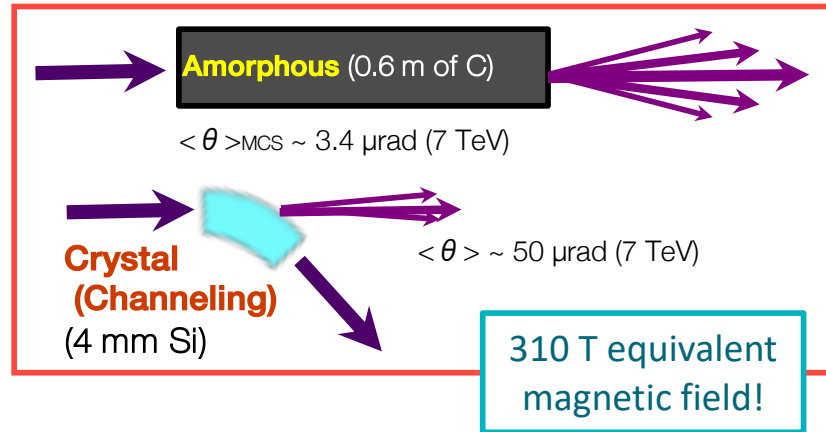 Amorphous (0.6 m of C)
< θ >MCS ~ 3.4 μrad (7 TeV)
< θ > ~ 50 μrad (7 TeV)
Crystal
(Channeling)
(4 mm Si)
310 T equivalent
magnetic field!